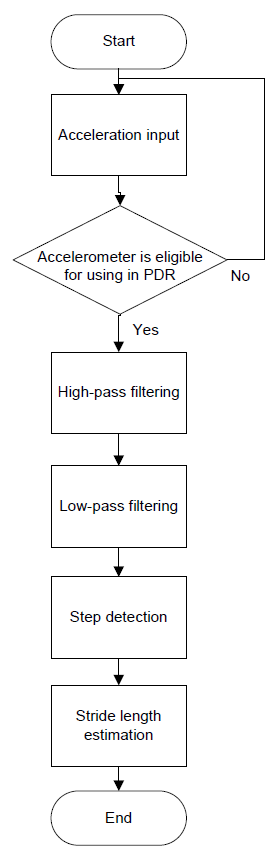 Start
Acceleration input
Accelerometer is eligible
for using in PDR
No
Yes
High-pass filtering
Low-pass filtering
Step detection
Stride length
estimation
End